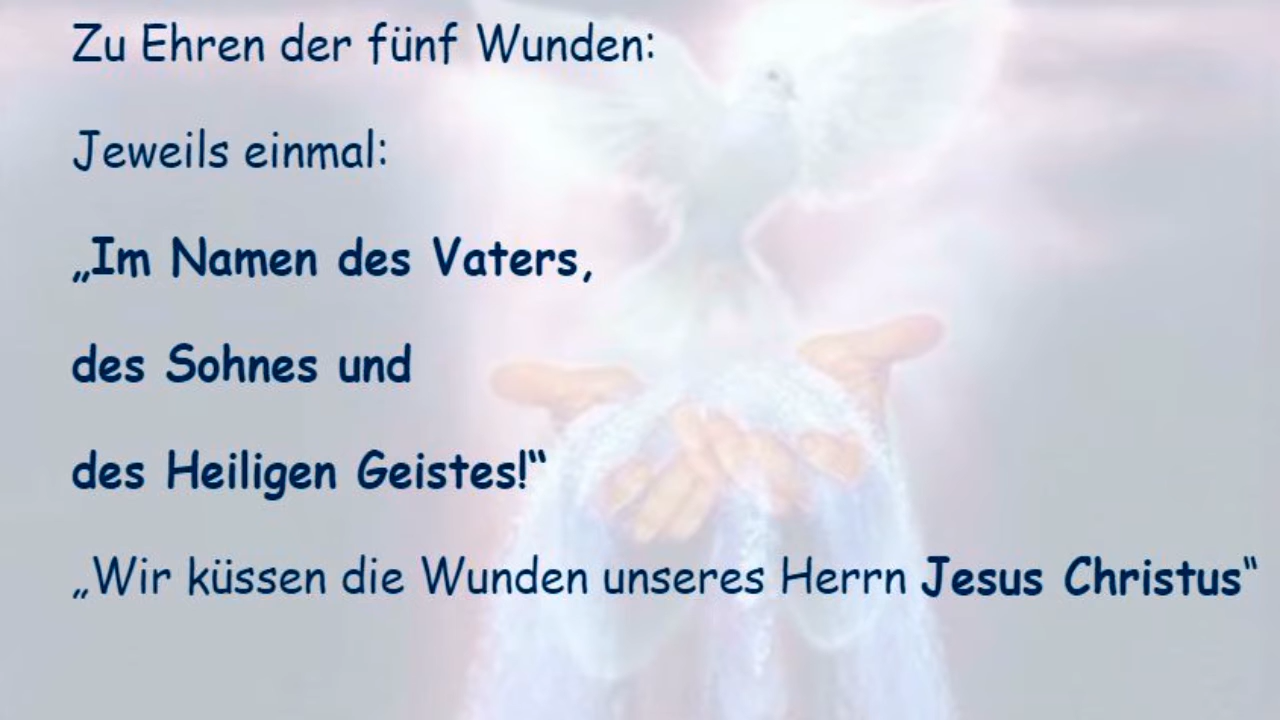 Zu Ehren der fünf Wunden:
Jeweils einmal:
„Im Namen des Vaters,
des Sohnes und
des Heiligen Geistes!“
„Wir küssen die Wunden unseres Herrn Jesus Christus“